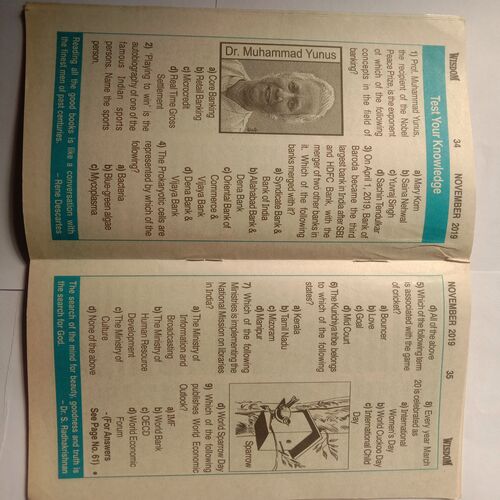 WISDOM
34
NOVEMBER 2019
Test Your Knowledge
1) Prof. Muhammad Yunus,
the recipient of the Nobel
Peace Prize, is the exponent
of which of the following
concepts in the field of
banking?
Dr. Muhammad Yunus
a) Core Banking
b) Retail Banking
c) Microcredit
d) Real Time Gross
Settlement
2) 'Playing to win' is the
autobiography of one of the
famous Indian sports
persons. Name the sports
person.
a) Mary Kom
b) Saina Nehwal
c) Yuvraj Singh
d) Sachin Tendulkar
3) On April 1, 2019, Bank of
Baroda became the third
largest bank in India after SBI
and HDFC Bank, with the
merger of two other banks in
it. Which of the following
banks merged with it?
a) Syndicate Bank &
Bank of India
b) Allahabad Bank &
Dena Bank
c) Oriental Bank of
Commerce &
Vijaya Bank
d) Dena Bank &
Vijaya Bank
4) The Prokaryotic cells are
represented by which of the
following?
a) Bacteria
b) Blue-green algae
c) Mycoplasma
Reading all the good books is like a conversation with
the finest men of past centuries.
– Rene Descartes
NOVEMBER 2019
35
WISDOM
d) All of the above
5) Which of the following term
is associated with the game
of cricket?
a) Bouncer
b) Love
c) Goal
d) Mid Court
6) The Kurichiya tribe belongs
to which of the following
states?
a) Kerala
b) Tamil Nadu
c) Mizoram
d) Manipur
7) Which of the following
Ministries is implementing the
National Mission on libraries
in India?
a) The Ministry of
Information and
Broadcasting
b) The Ministry of
Human Resource
Development
c) The Ministry of
Culture
d) None of the above
8) Every year March
20 is celebrated as
a) International
Women's Day
b) World Cuckoo Day
c) International Child
Day
Sparrow
d) World Sparrow Day
9) Which of the following
publishes World Economic
Outlook?
a) IMF
b) World Bank
c) OECD
d) World Economic
Forum
- (For Answers
See Page No. 61)
The search of the mind for beauty, goodness and truth is
the search for God.
– Dr. S. Radhakrishnan